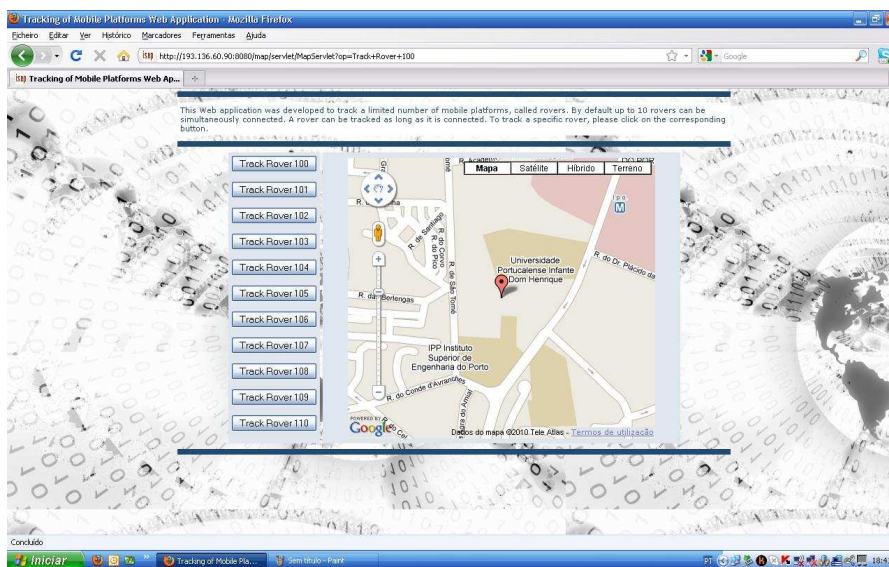 Tracking of Mobile Platforms Web Application - Mozilla Firefox
Ficheiro Editar Ver Histórico Marcadores Ferramentas Ajuda
http://193.136.60.90:8080/map/servlet/MapServlet?op=Track+Rover+100
Google
Tracking of Mobile Platforms Web Ap...
This Web application was developed to track a limited number of mobile platforms, called rovers. By default up to 10 rovers can be
simultaneously connected. A rover can be tracked as long as it is connected. To track a specific rover, please click on the corresponding
button.
Track Rover 100
Track Rover 101
Track Rover 102
Track Rover 103
Track Rover 104
Track Rover 105
Track Rover 106
Track Rover 107
Track Rover 108
Track Rover 109
Track Rover 110
Mapa Satélite Híbrido Terreno
Ipo
M
R. de Santiago
R. do Corvo
R. do Pico
R. de São Tomé
Universidade
Portucalense Infante
Dom Henrique
R. do Dr. Plácido da
R. das Berlengas
IPP Instituto
Superior de
Engenharia do Porto
R. do Conde d'Avranches
POWERED BY
Google
Dados do mapa ©2010 Tele Atlas - Termos de utilização
Concluído
Iniciar
Tracking of Mobile Pla...
Sem título - Paint
PT